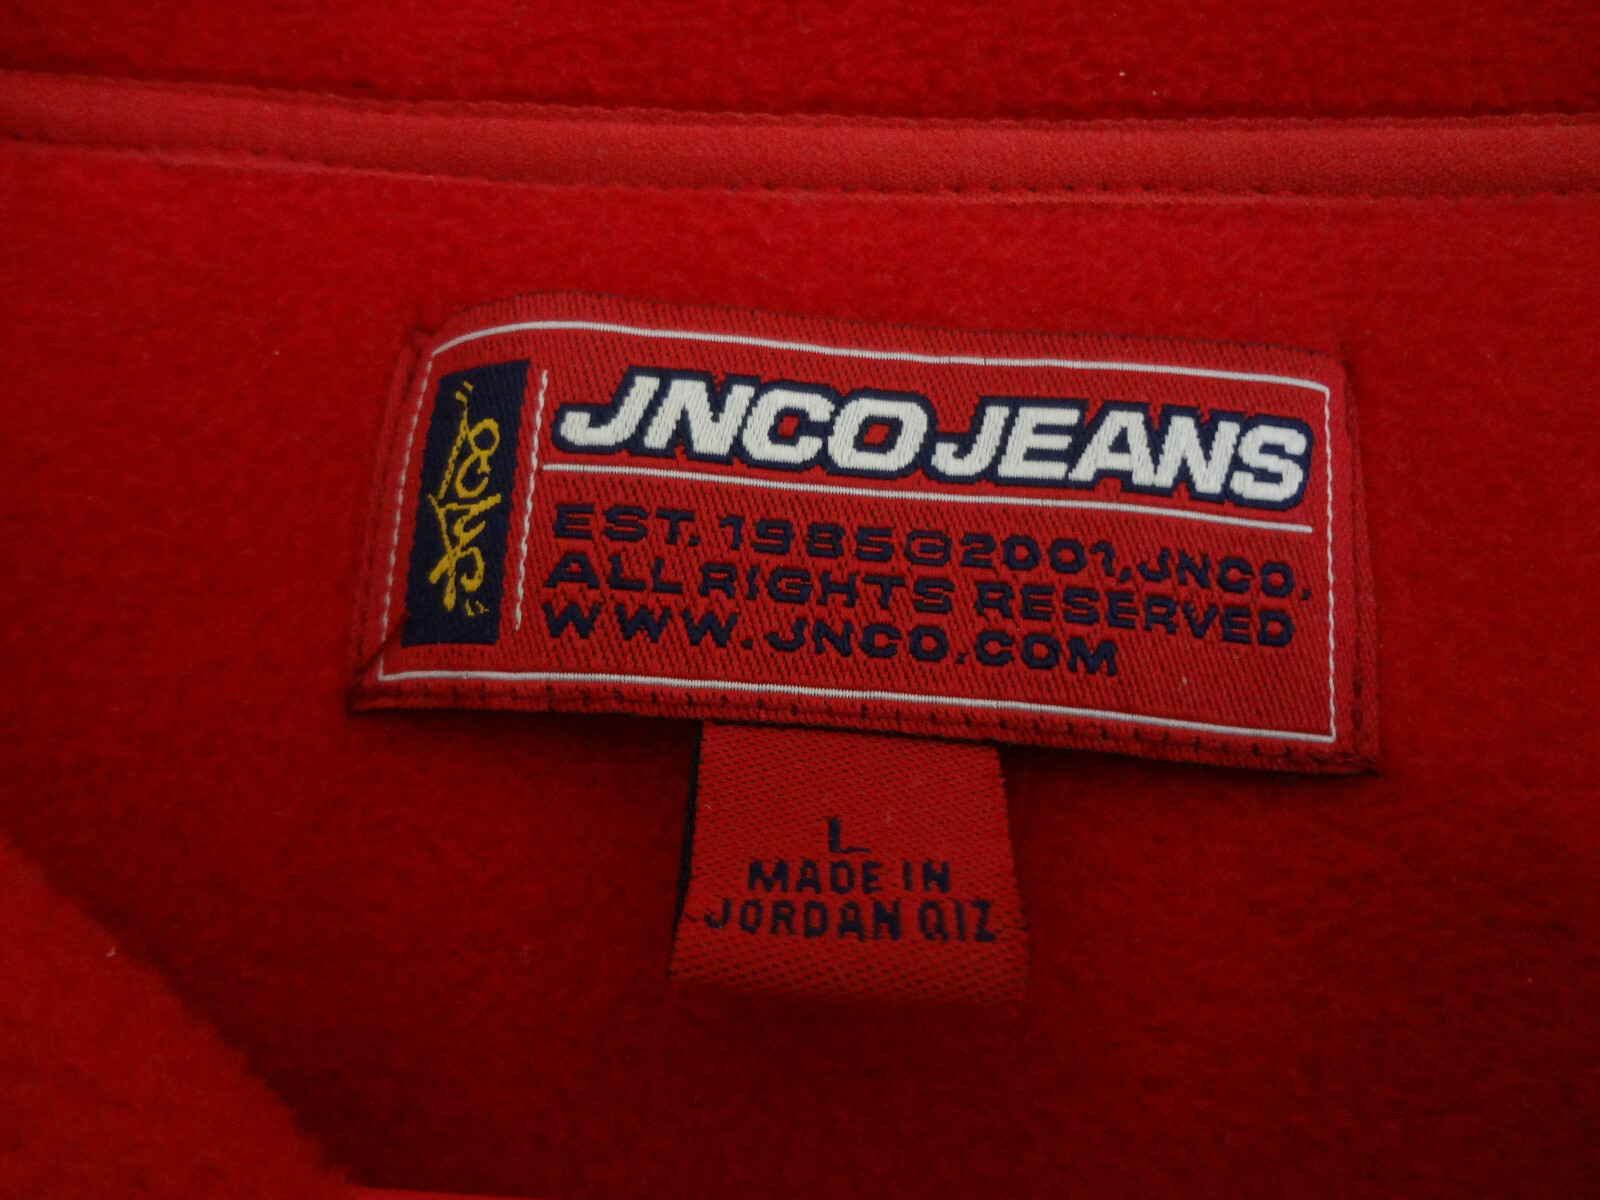 JNCO JEANS
EST. 1985©2001, JNCO.
ALL RIGHTS RESERVED
WWW.JNCO.COM
L
MADE IN
JORDAN QIZ